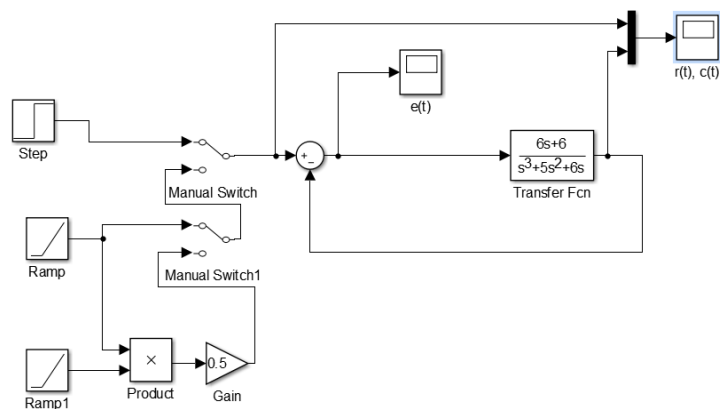 r(t), c(t)
e(t)
Step
+
-
6s+6
s3+5s2+6s
Transfer Fcn
Manual Switch
Ramp
Manual Switch1
×
0.5
Product
Gain
Ramp1